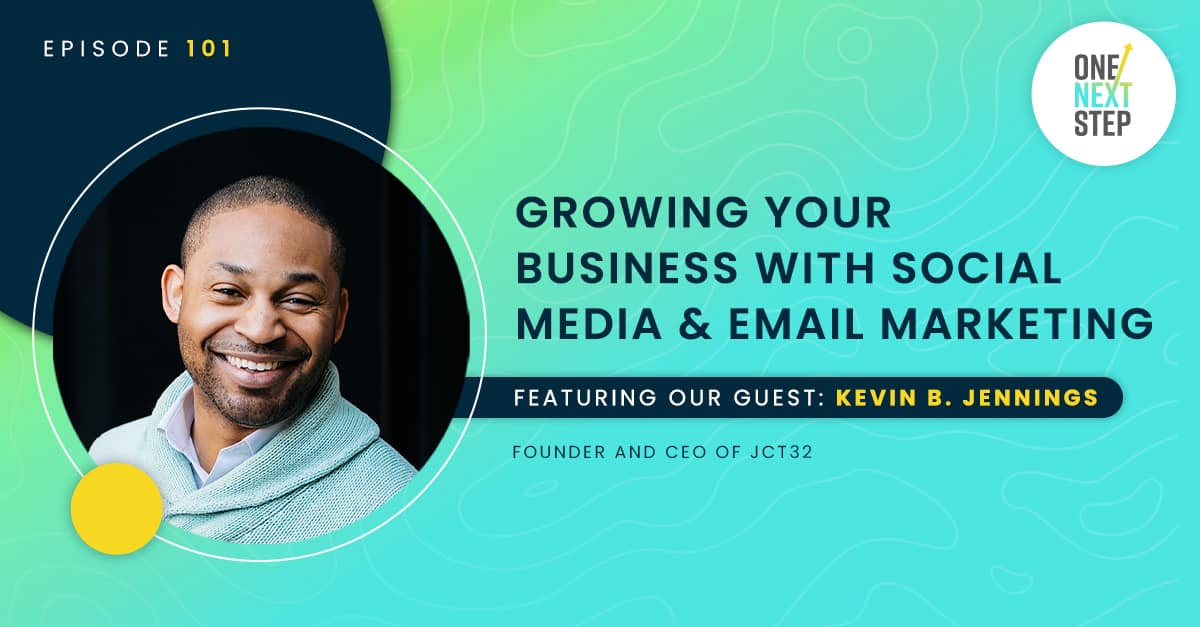 EPISODE 101
ONE
NEXT
STEP
GROWING YOUR
BUSINESS WITH SOCIAL
MEDIA & EMAIL MARKETING
FEATURING OUR GUEST: KEVIN B. JENNINGS
FOUNDER AND CEO OF JCT32